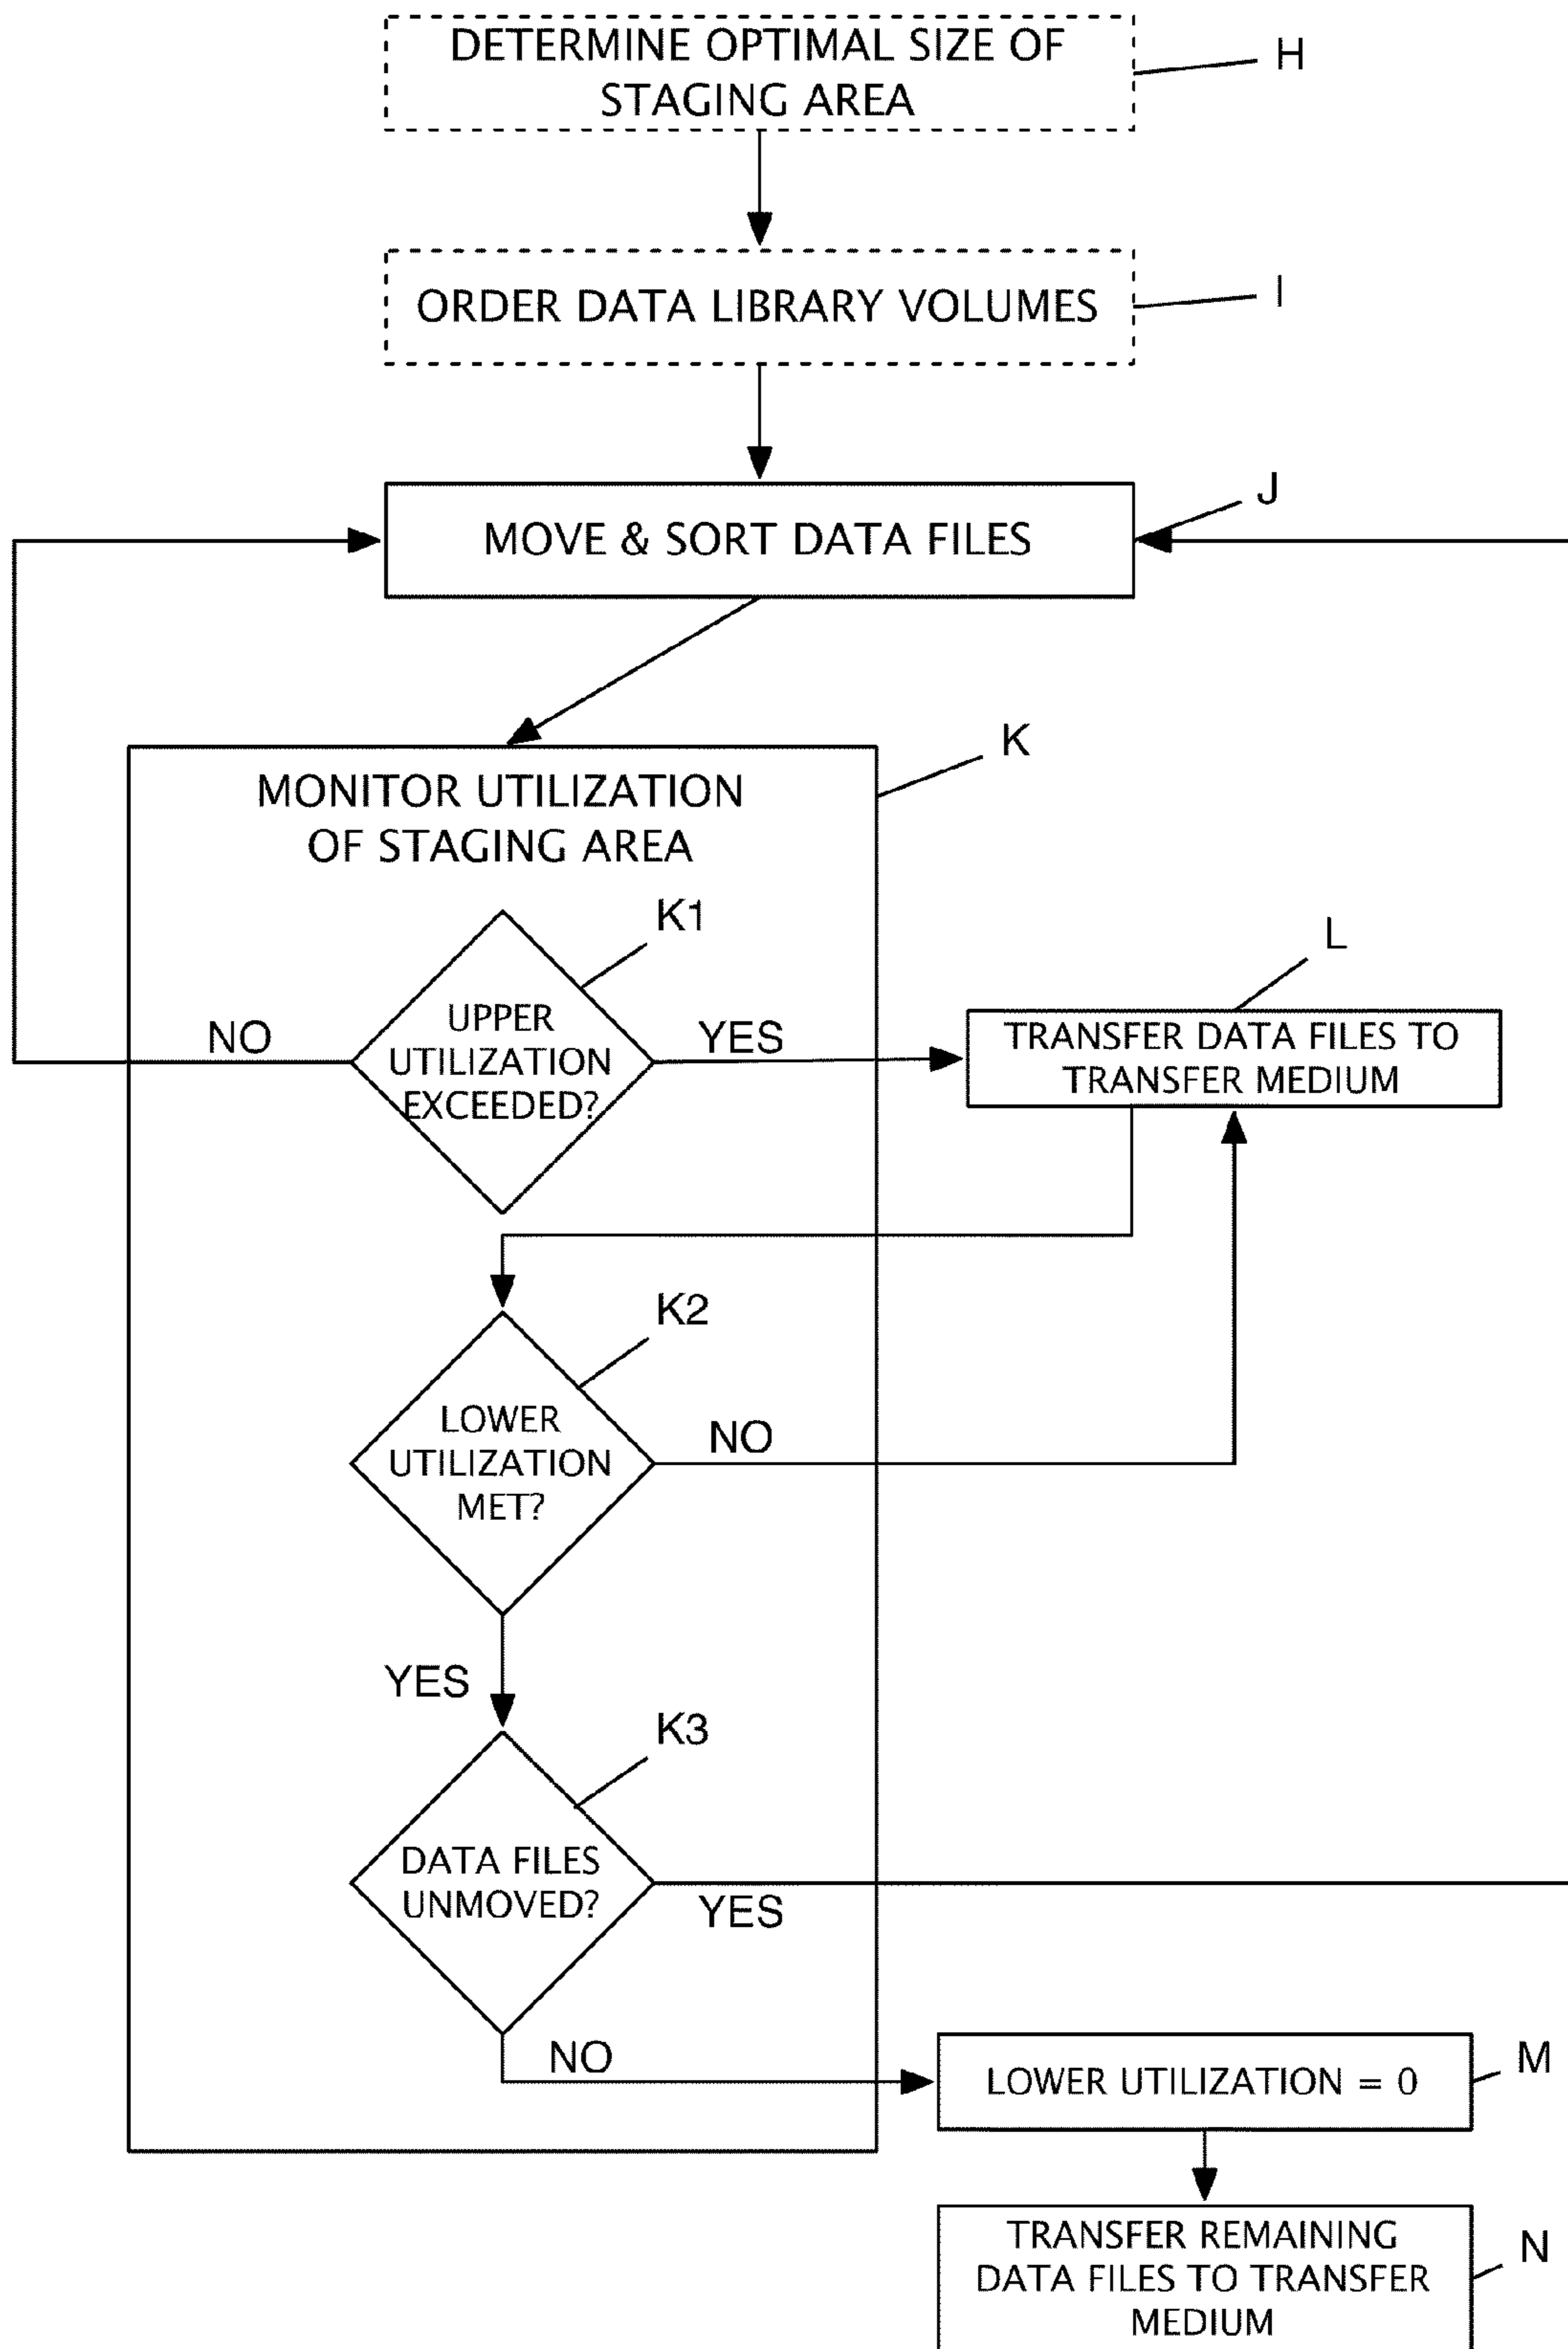 DETERMINE OPTIMAL SIZE OF
STAGING AREA
H
ORDER DATA LIBRARY VOLUMES
I
J
MOVE & SORT DATA FILES
K
MONITOR UTILIZATION
OF STAGING AREA
K1
UPPER
UTILIZATION
EXCEEDED?
NO
YES
L
TRANSFER DATA FILES TO
TRANSFER MEDIUM
K2
LOWER
UTILIZATION
MET?
NO
YES
K3
DATA FILES
UNMOVED?
YES
NO
LOWER UTILIZATION = 0
M
TRANSFER REMAINING
DATA FILES TO TRANSFER
MEDIUM
N